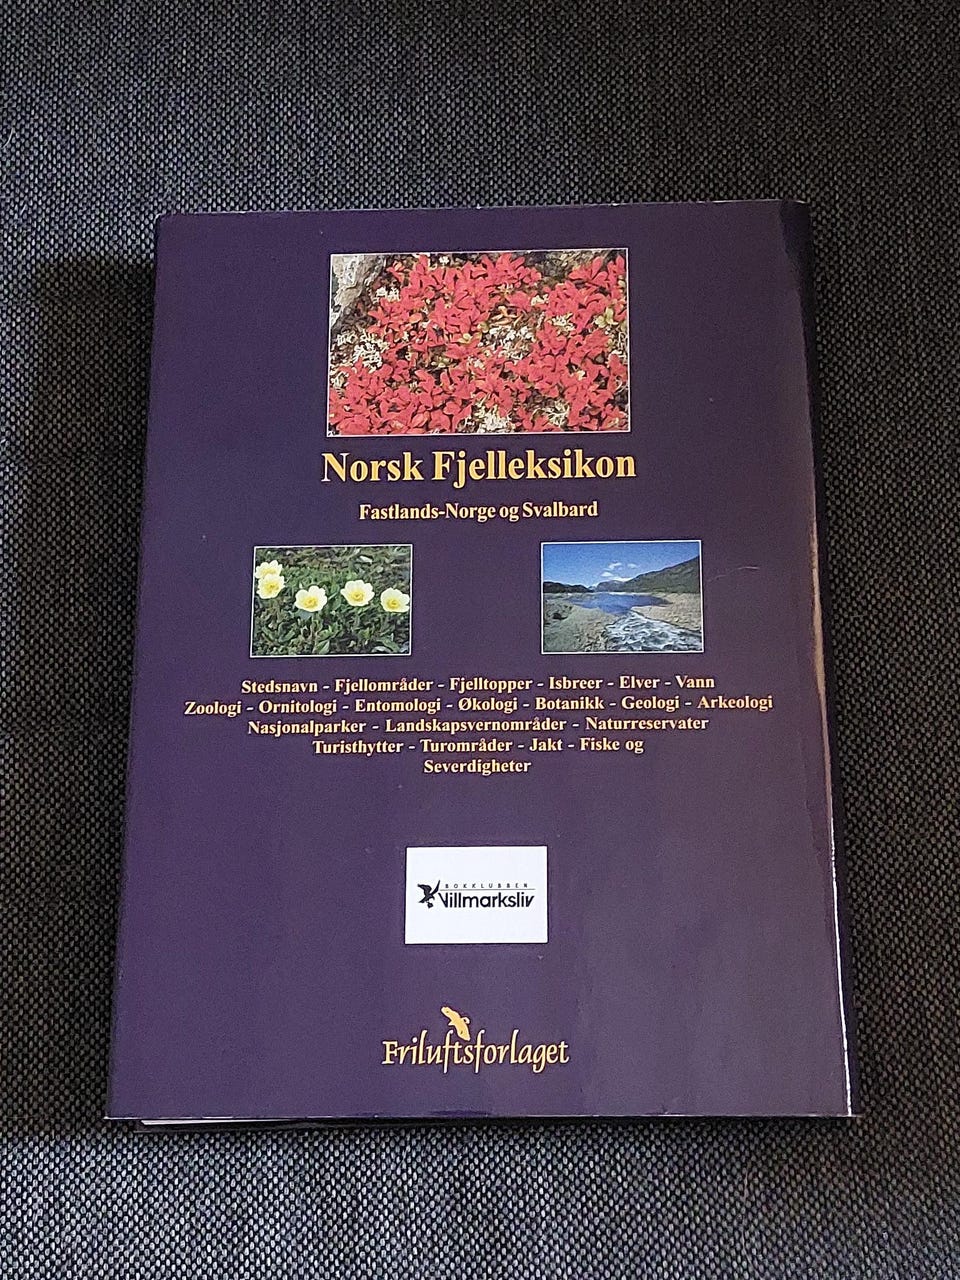 Norsk Fjelleksikon
Fastlands-Norge og Svalbard
Stedsnavn - Fjellområder - Fjelltopper - Isbreer - Elver - Vann
Zoologi - Ornitologi - Entomologi - Økologi - Botanikk - Geologi - Arkeologi
Nasjonalparker - Landskapsvernområder - Naturreservater
Turisthytter - Turområder - Jakt - Fiske og
Severdigheter
BOKKLUBBEN
Villmarksliv
Friluftsforlaget